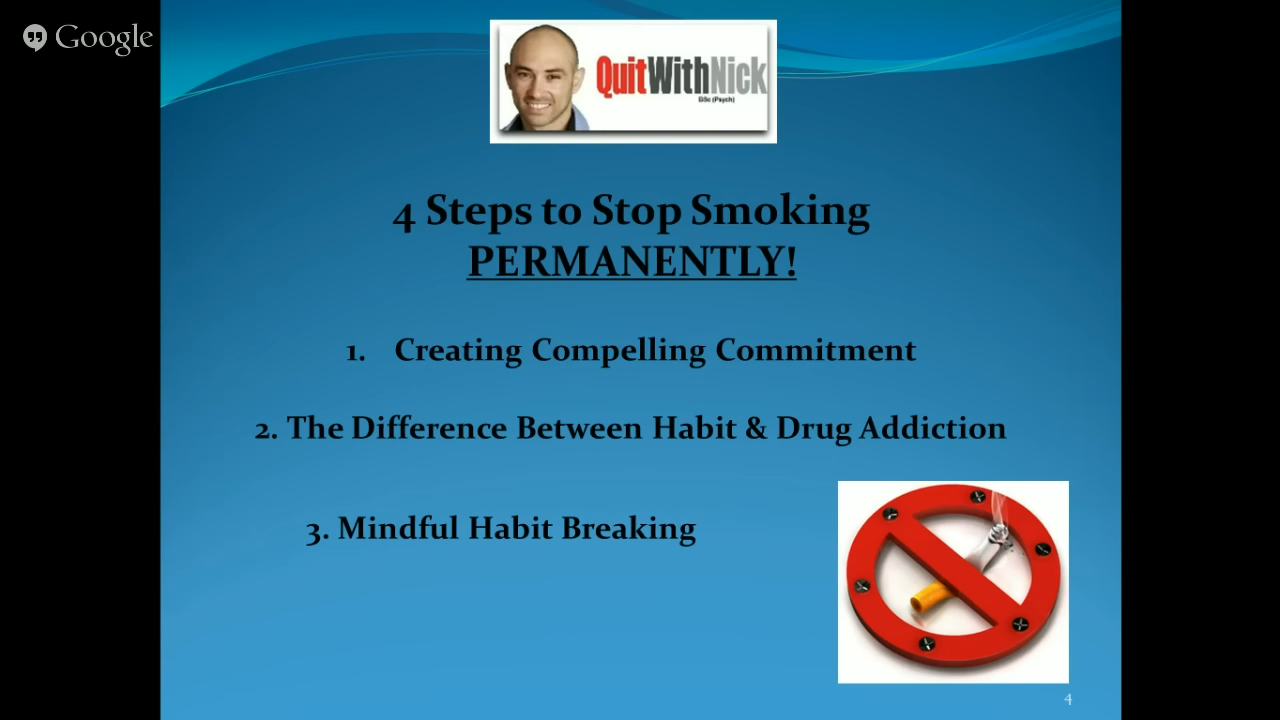 Google
QuitWithNick
BSc (Psych)
4 Steps to Stop Smoking
PERMANENTLY!
1. Creating Compelling Commitment
2. The Difference Between Habit & Drug Addiction
3. Mindful Habit Breaking
4